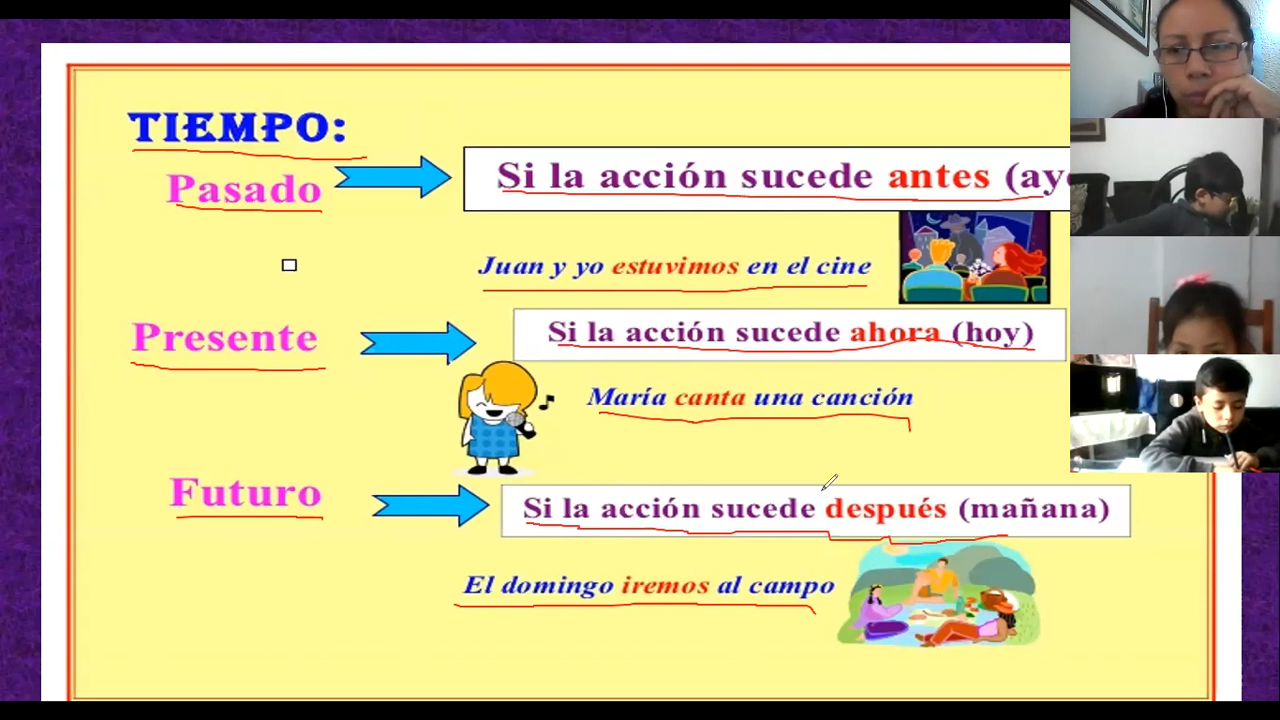 TIEMPO:
Pasado
Si la acción sucede antes
Juan y yo estuvimos en el cine
Presente
Si la acción sucede ahora (hoy)
María canta una canción
Futuro
Si la acción sucede después (mañana)
El domingo iremos al campo